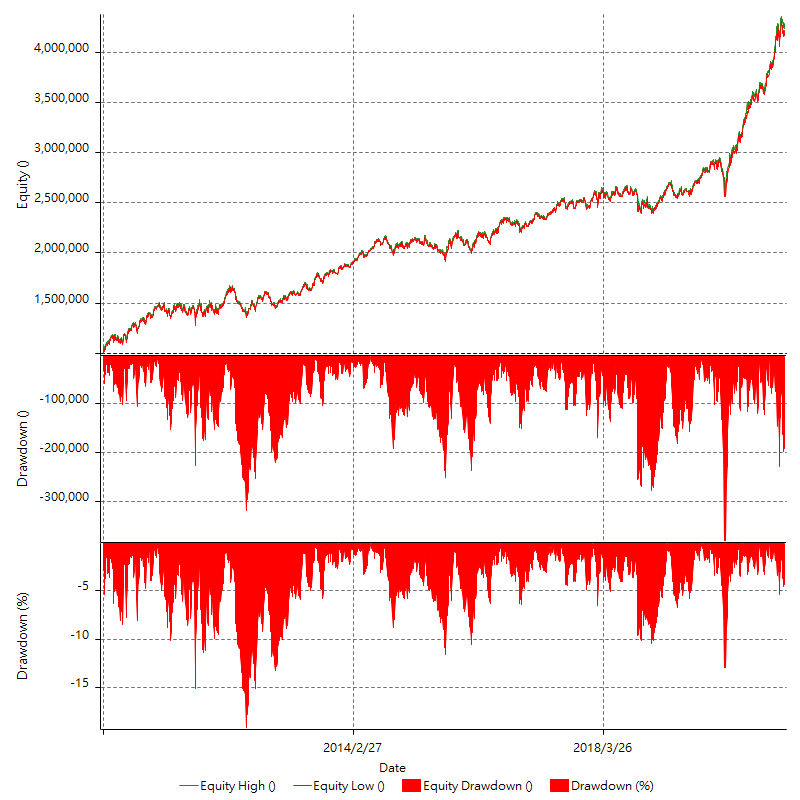 Equity ()
4,000,000
3,500,000
3,000,000
2,500,000
2,000,000
1,500,000
Drawdown ()
-100,000
-200,000
-300,000
Drawdown (%)
-5
-10
-15
2014/2/27 2018/3/26
Date
Equity High () Equity Low () Equity Drawdown () Drawdown (%)